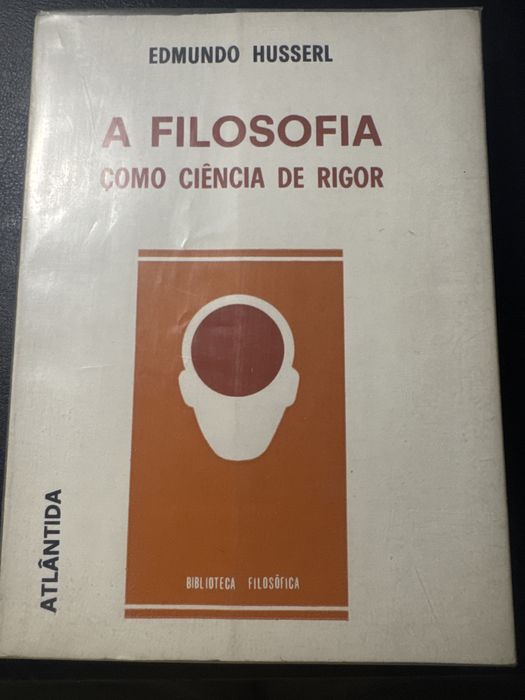 EDMUNDO HUSSERL
A FILOSOFIA
COMO CIÊNCIA DE RIGOR
BIBLIOTECA FILOSÓFICA
ATLÂNTIDA